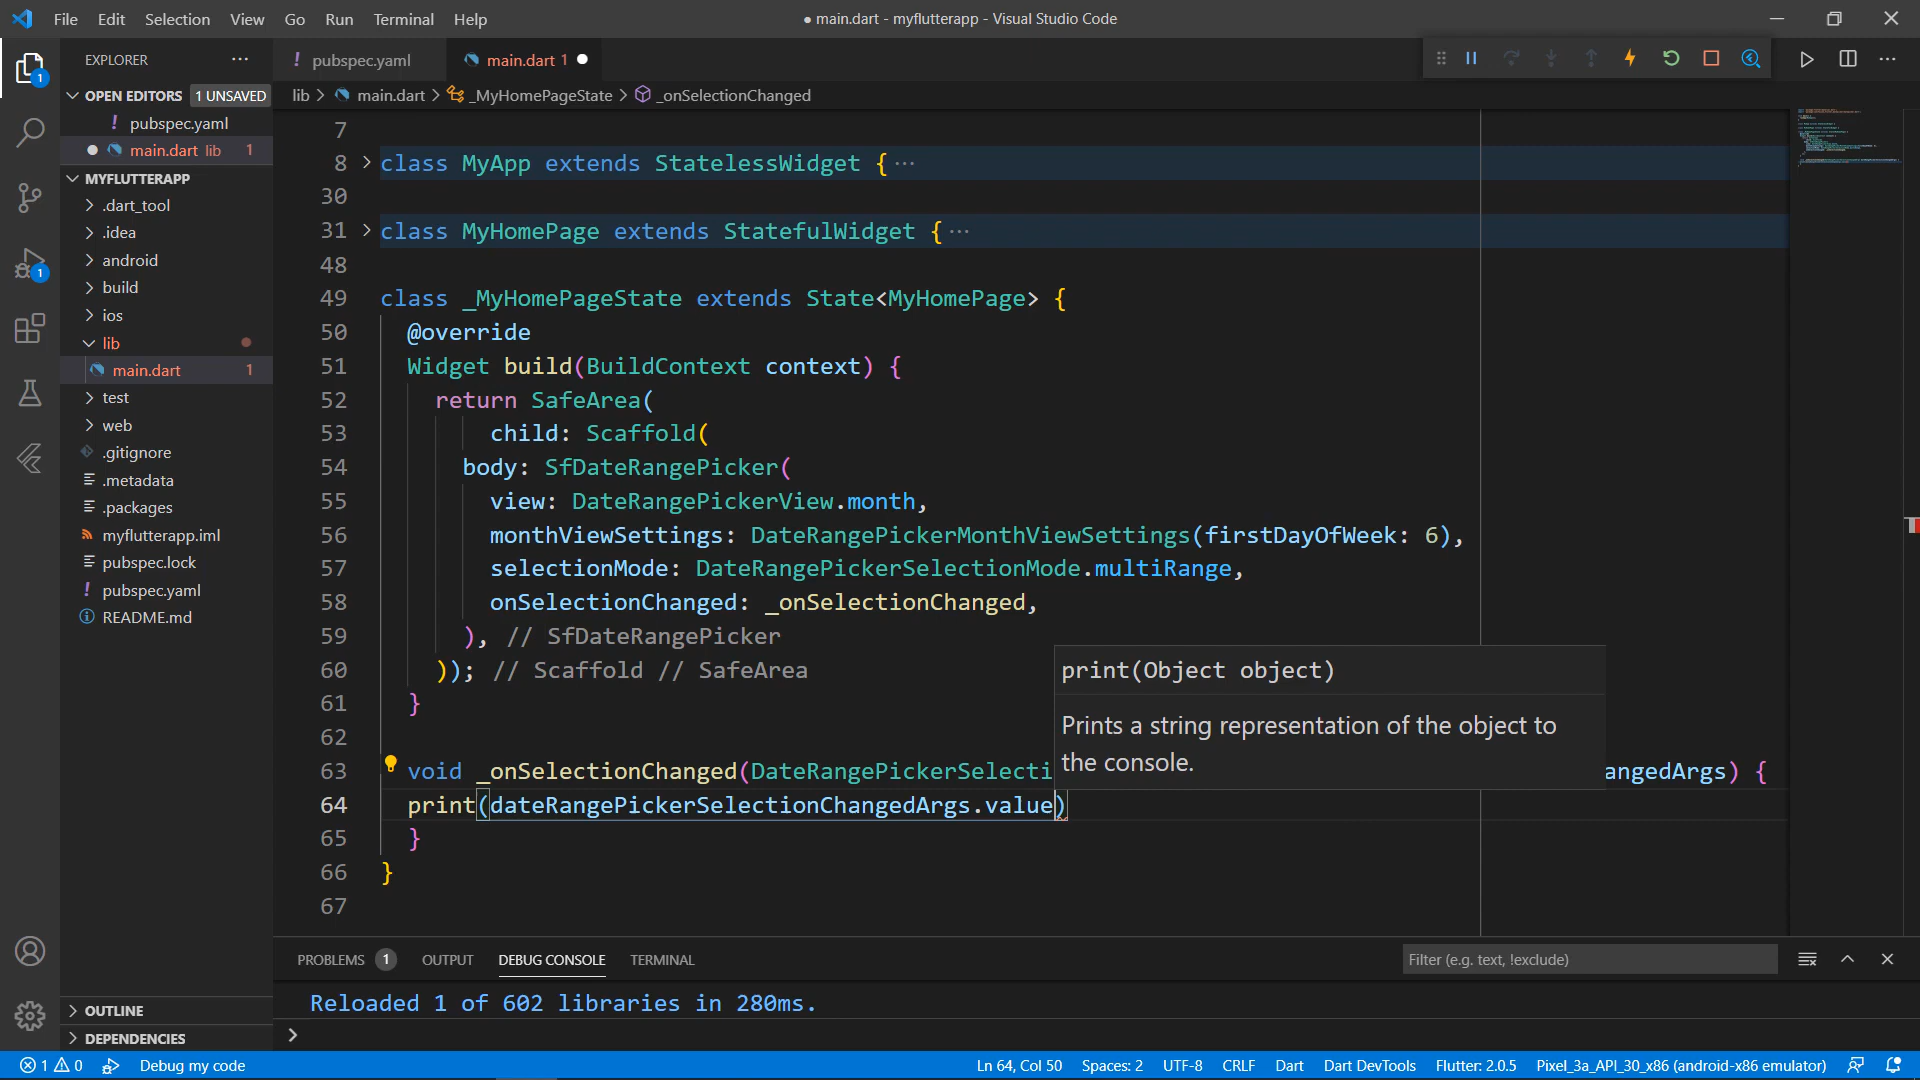 File Edit Selection View Go Run Terminal Help
● main.dart - myflutterapp - Visual Studio Code
EXPLORER
! pubspec.yaml
main.dart 1 ●
OPEN EDITORS 1 UNSAVED
! pubspec.yaml
● main.dart lib 1
MYFLUTTERAPP
.dart_tool
.idea
android
build
ios
lib
main.dart 1
test
web
.gitignore
.metadata
.packages
myflutterapp.iml
pubspec.lock
! pubspec.yaml
README.md
OUTLINE
DEPENDENCIES
1
1
lib > main.dart > _MyHomePageState > _onSelectionChanged
7
8 > class MyApp extends StatelessWidget { ···
30
31 > class MyHomePage extends StatefulWidget { ···
48
49 class _MyHomePageState extends State<MyHomePage> {
50 @override
51 Widget build(BuildContext context) {
52 return SafeArea(
53 child: Scaffold(
54 body: SfDateRangePicker(
55 view: DateRangePickerView.month,
56 monthViewSettings: DateRangePickerMonthViewSettings(firstDayOfWeek: 6),
57 selectionMode: DateRangePickerSelectionMode.multiRange,
58 onSelectionChanged: _onSelectionChanged,
59 ), // SfDateRangePicker
60 )); // Scaffold // SafeArea
61 }
62
63 void _onSelectionChanged(DateRangePickerSelecti angedArgs) {
64 print(dateRangePickerSelectionChangedArgs.value)
65 }
66 }
67
print(Object object)
Prints a string representation of the object to
the console.
PROBLEMS 1 OUTPUT DEBUG CONSOLE TERMINAL
Filter (e.g. text, !exclude)
Reloaded 1 of 602 libraries in 280ms.
>
1 0 Debug my code
Ln 64, Col 50 Spaces: 2 UTF-8 CRLF Dart Dart DevTools Flutter: 2.0.5 Pixel_3a_API_30_x86 (android-x86 emulator)